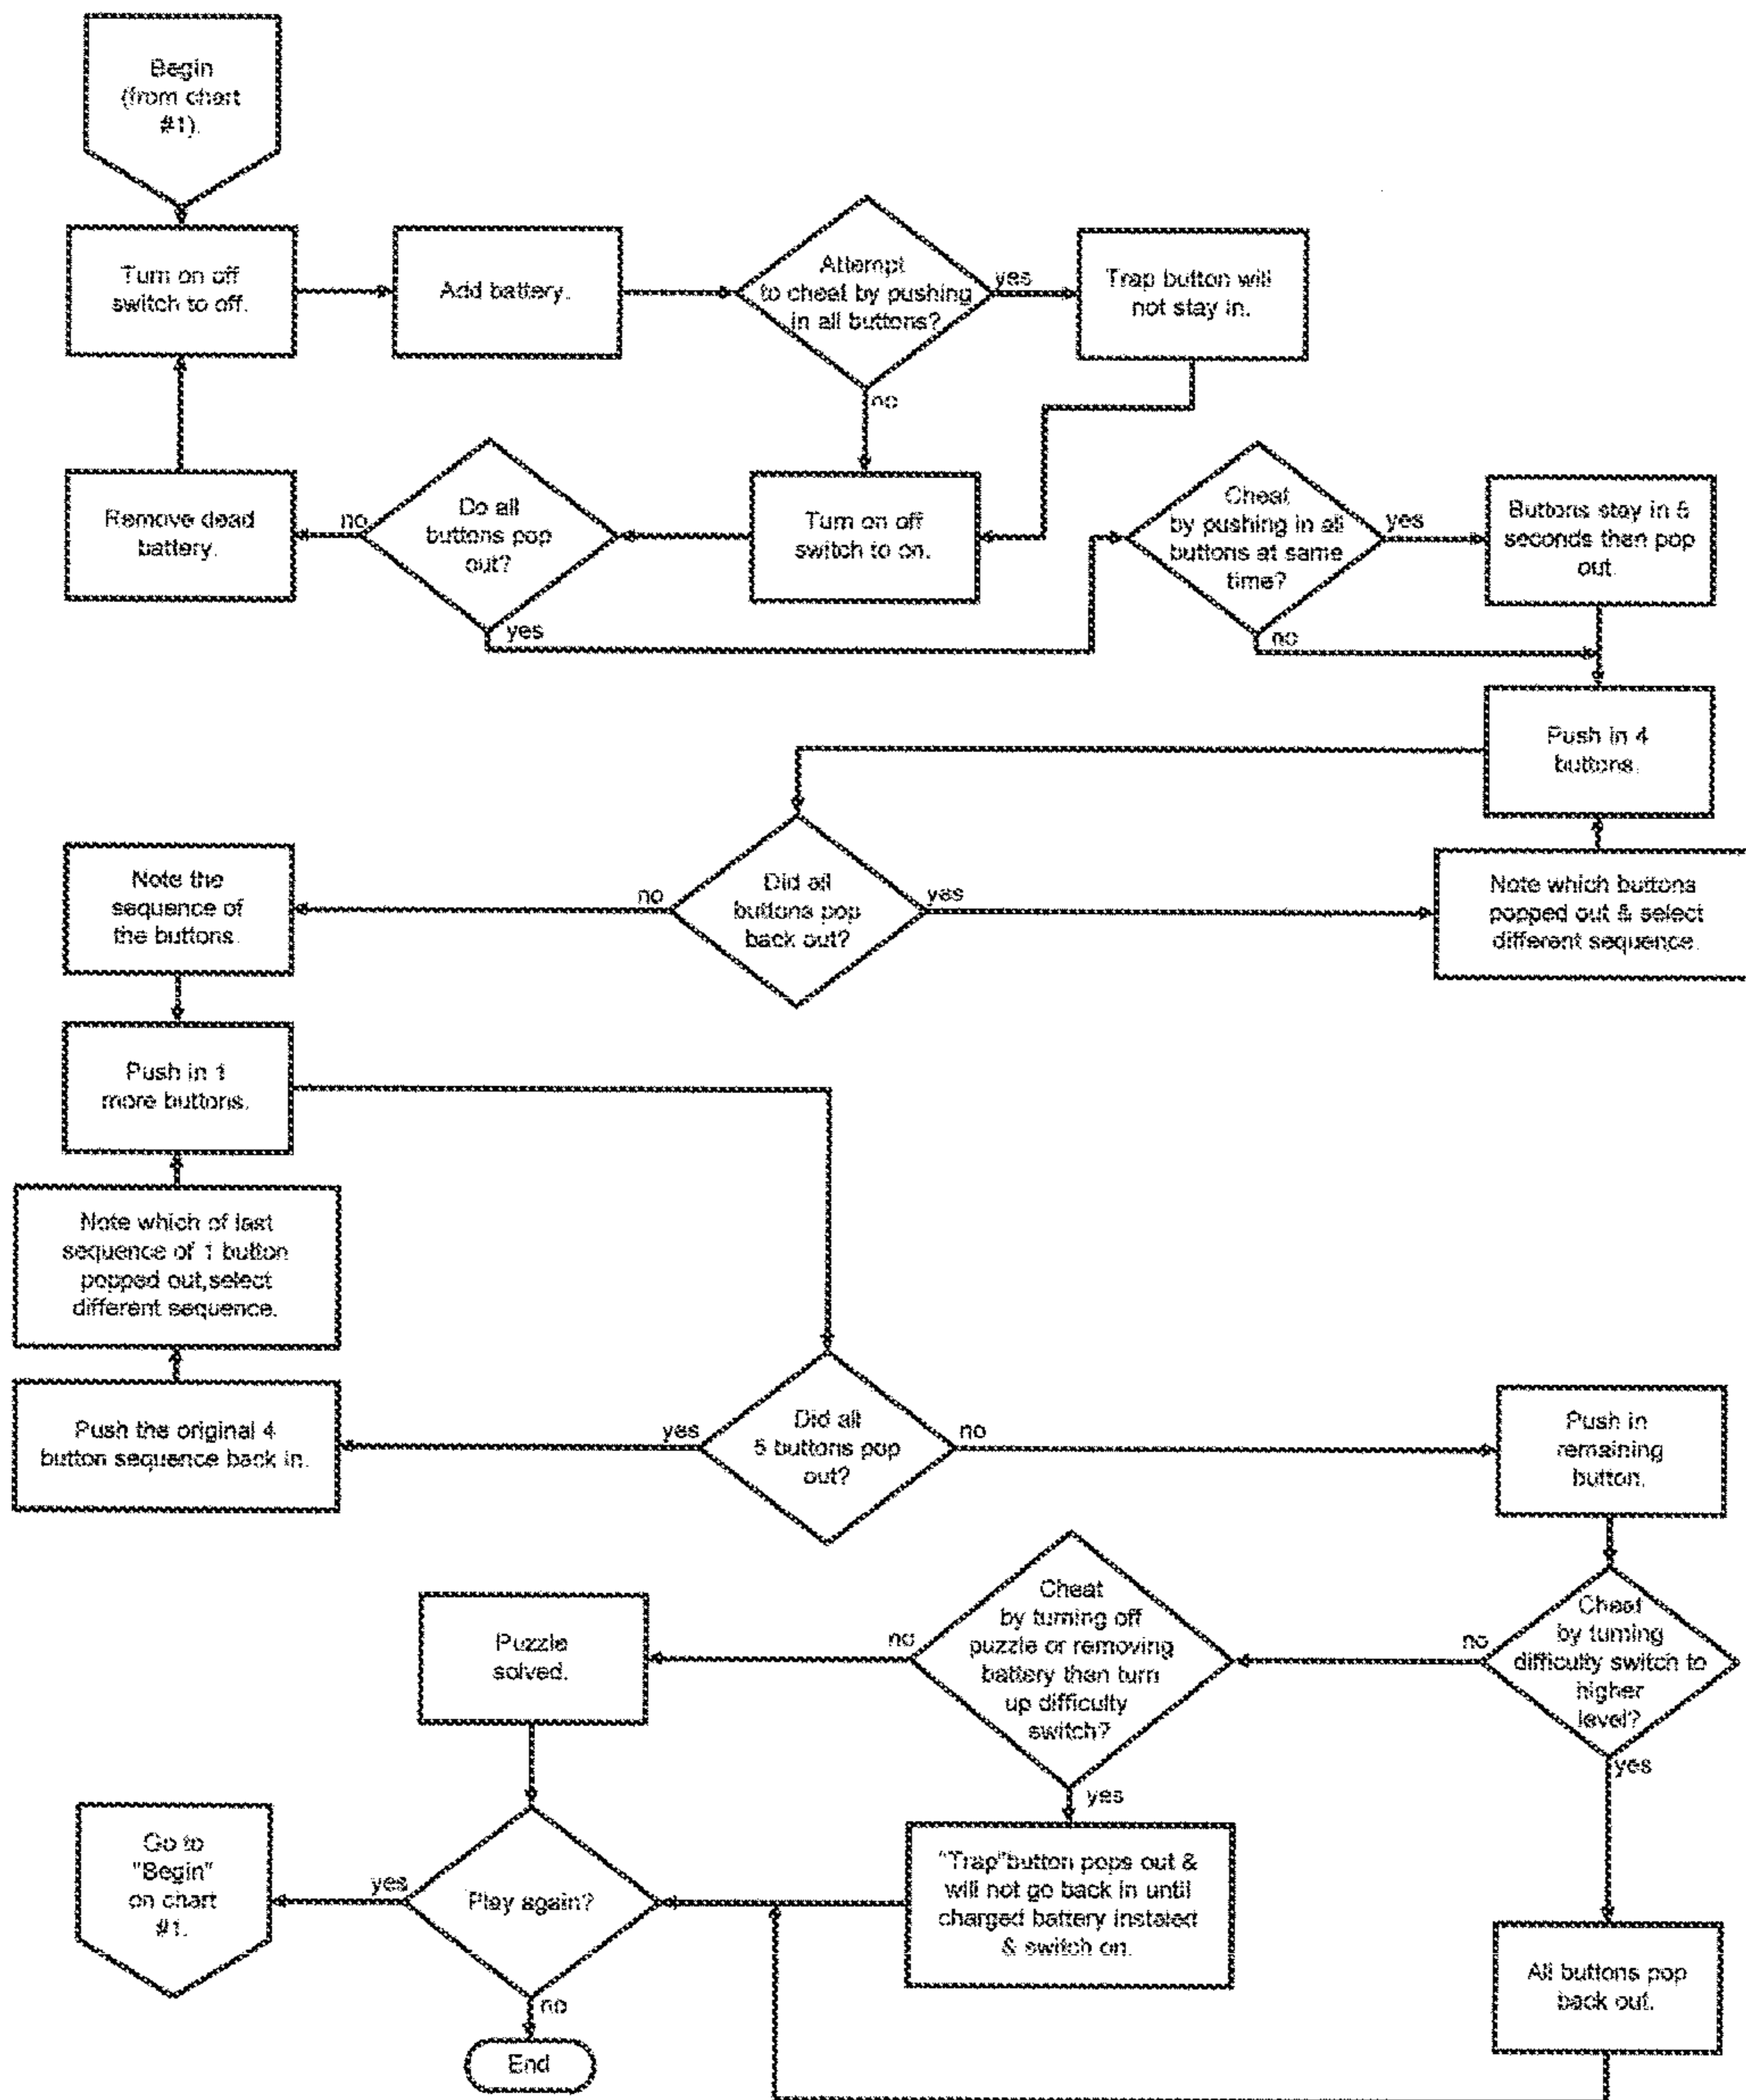 Begin
(from chart
#1).
Turn on off
switch to off.
Add battery.
Attempt
to cheat by pushing
in all buttons?
yes
Trap button will
not stay in.
no
Remove dead
battery.
no
Do all
buttons pop
out?
yes
Turn on off
switch to on.
Cheat
by pushing in all
buttons at same
time?
yes
no
Buttons stay in 5
seconds then pop
out.
Push in 4
buttons.
Note the
sequence of
the buttons.
no
Did all
buttons pop
back out?
yes
Note which buttons
popped out & select
different sequence.
Push in 1
more buttons.
Note which of last
sequence of 1 button
popped out,select
different sequence.
Push the original 4
button sequence back in.
yes
Did all
5 buttons pop
out?
no
Push in
remaining
button.
Puzzle
solved.
no
Cheat
by turning off
puzzle or removing
battery than turn
up difficulty
switch?
yes
no
Cheat
by turning
difficulty switch to
higher
level?
yes
Go to
"Begin"
on chart
#1.
yes
Play again?
no
"Trap"button pops out &
will not go back in until
charged battery instaled
& switch on.
All buttons pop
back out.
End